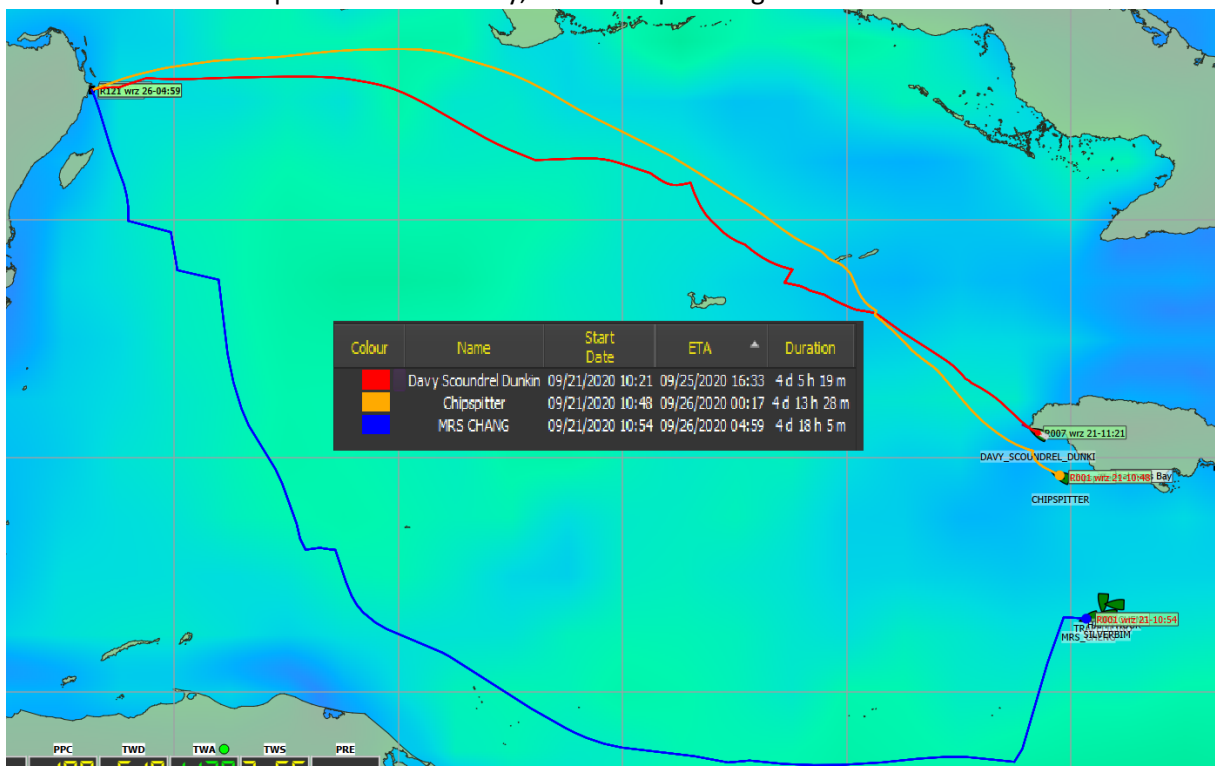 R121 wrz 26-04:59
Colour Name Start Date ETA Duration
Davy Scoundrel Dunkin 09/21/2020 10:21 09/25/2020 16:33 4 d 5 h 19 m
Chipspitter 09/21/2020 10:48 09/26/2020 00:17 4 d 13 h 28 m
MRS CHANG 09/21/2020 10:54 09/26/2020 04:59 4 d 18 h 5 m
R007 wrz 21-11:21
DAVY_SCOUNDREL_DUNKI
R001 wrz 21-10:48 Bay
CHIPSPITTER
R001 wrz 21-10:54
SILVERBIM
PPC TWD TWA TWS PRE